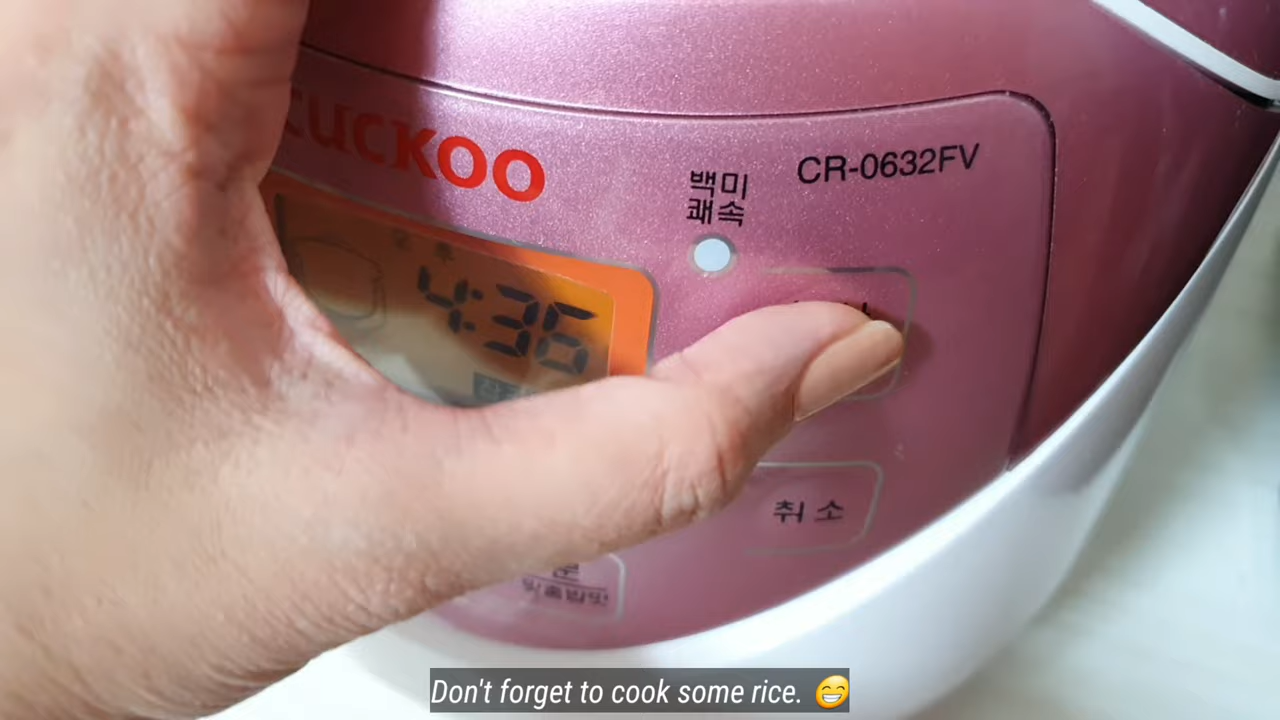 CUCKOO
CR-0632FV
백미
쾌속
4:36
취소
Don't forget to cook some rice. 😁